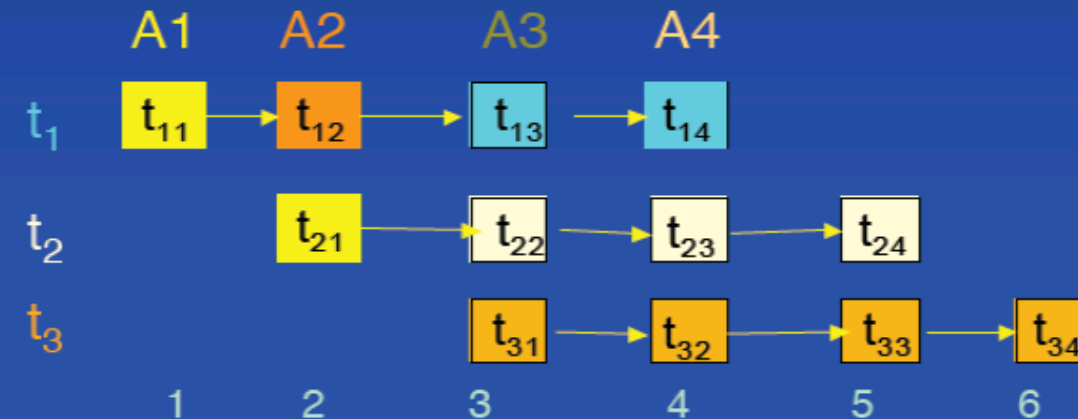 A1 A2 A3 A4
t₁ t₁₁ t₁₂ t₁₃ t₁₄
t₂ t₂₁ t₂₂ t₂₃ t₂₄
t₃ t₃₁ t₃₂ t₃₃ t₃₄
1 2 3 4 5 6